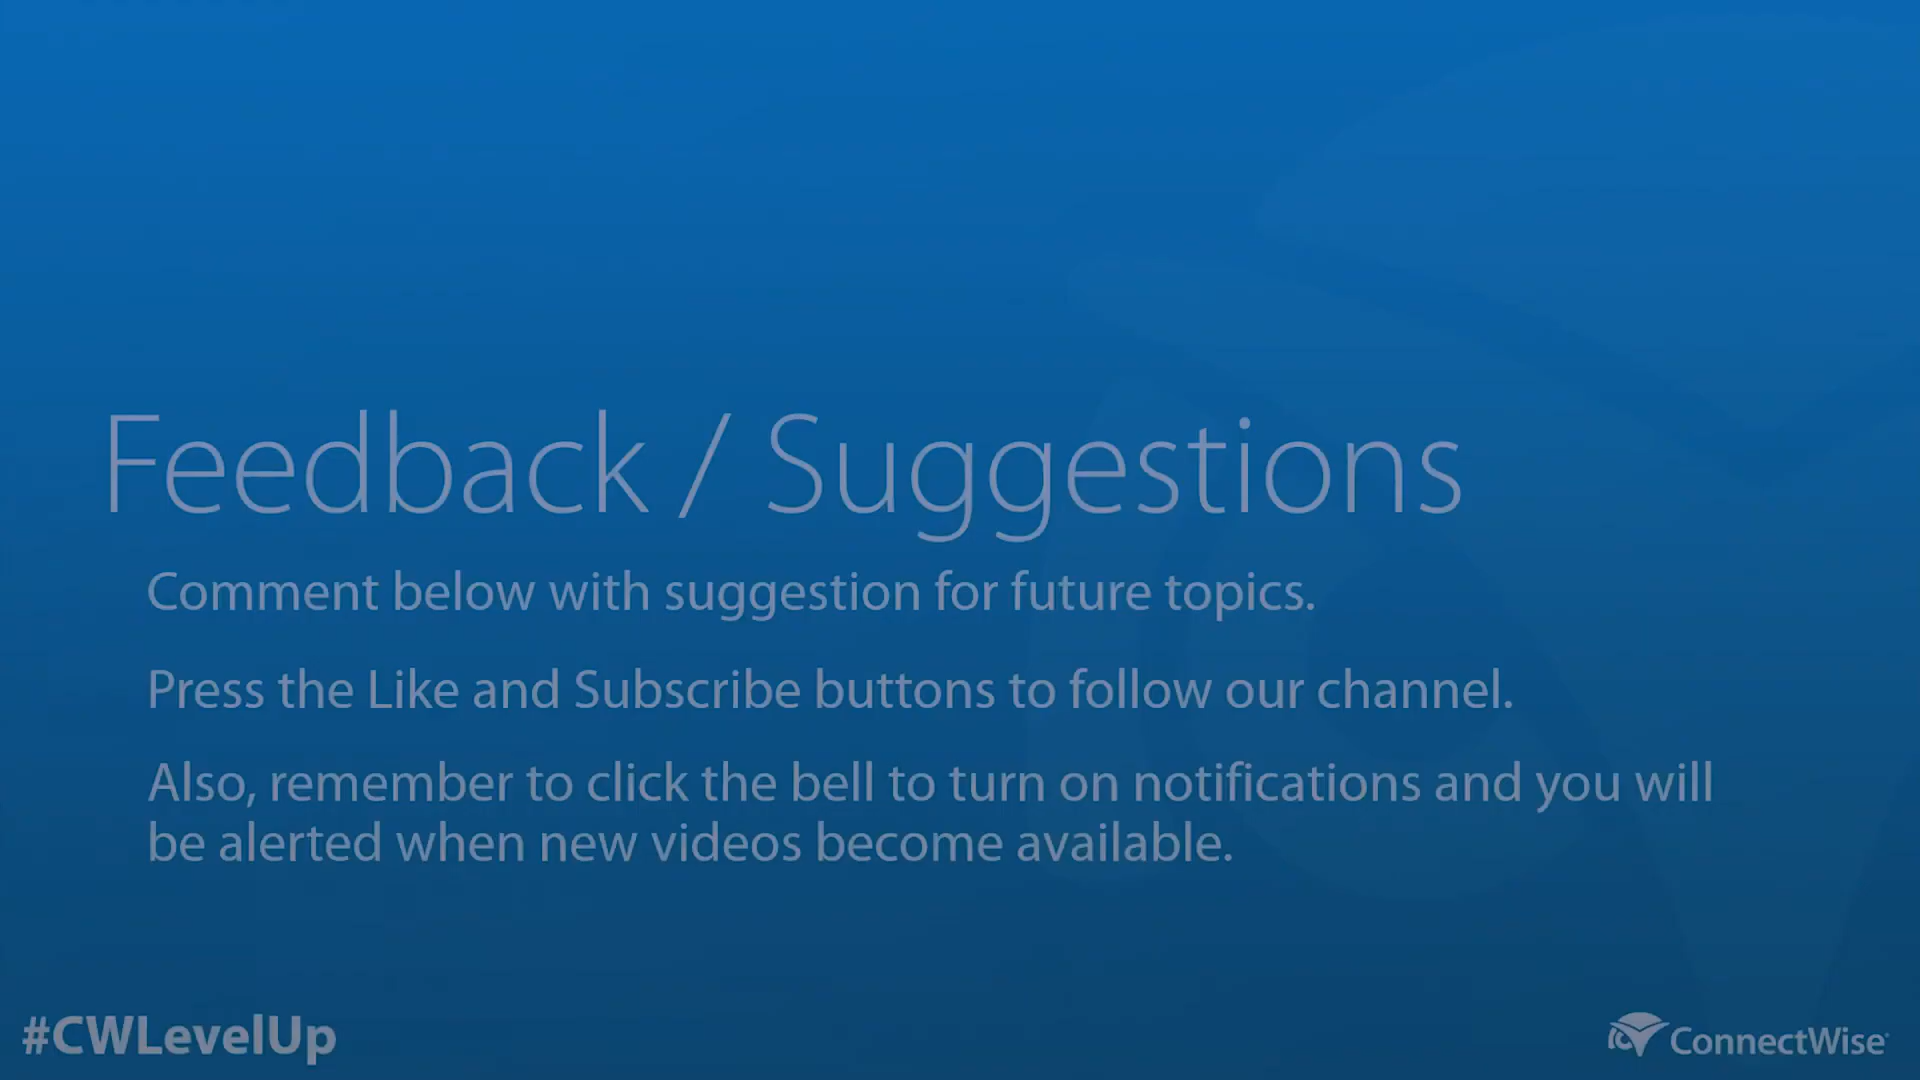 Feedback / Suggestions
Comment below with suggestion for future topics.
Press the Like and Subscribe buttons to follow our channel.
Also, remember to click the bell to turn on notifications and you will
be alerted when new videos become available.
#CWLevelUp
ConnectWise